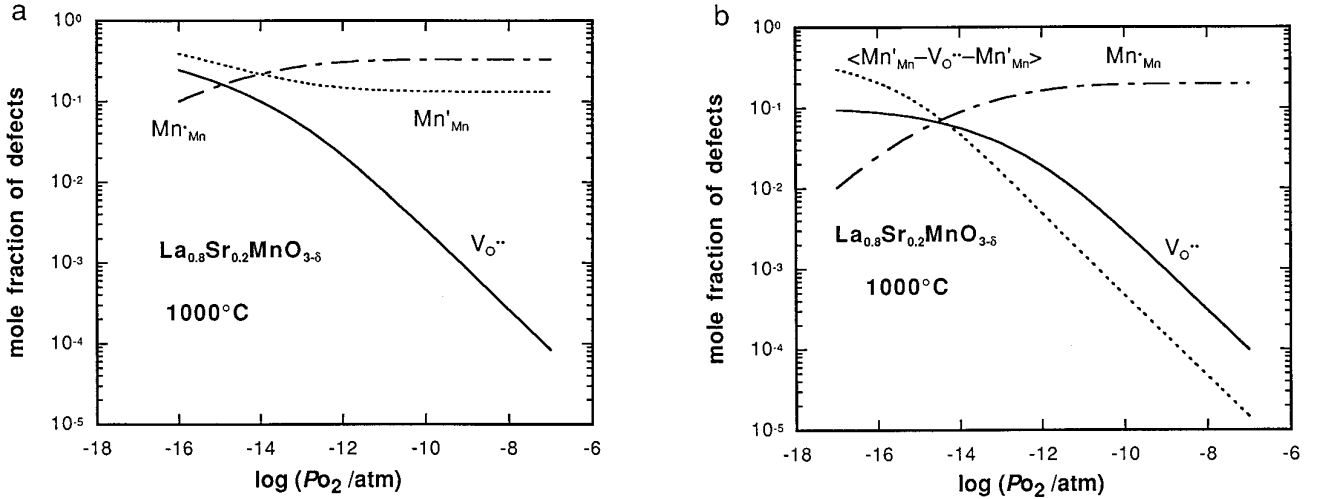 a
mole fraction of defects
10⁰
10⁻¹
10⁻²
10⁻³
10⁻⁴
10⁻⁵
Mn•Mn
Mn'Mn
VO••
La0.8Sr0.2MnO3-δ
1000°C
-18 -16 -14 -12 -10 -8 -6
log (PO2 /atm)
b
mole fraction of defects
10⁰
10⁻¹
10⁻²
10⁻³
10⁻⁴
10⁻⁵
<Mn'Mn–VO••–Mn'Mn>
Mn•Mn
La0.8Sr0.2MnO3-δ
VO••
1000°C
-18 -16 -14 -12 -10 -8 -6
log (PO2 /atm)